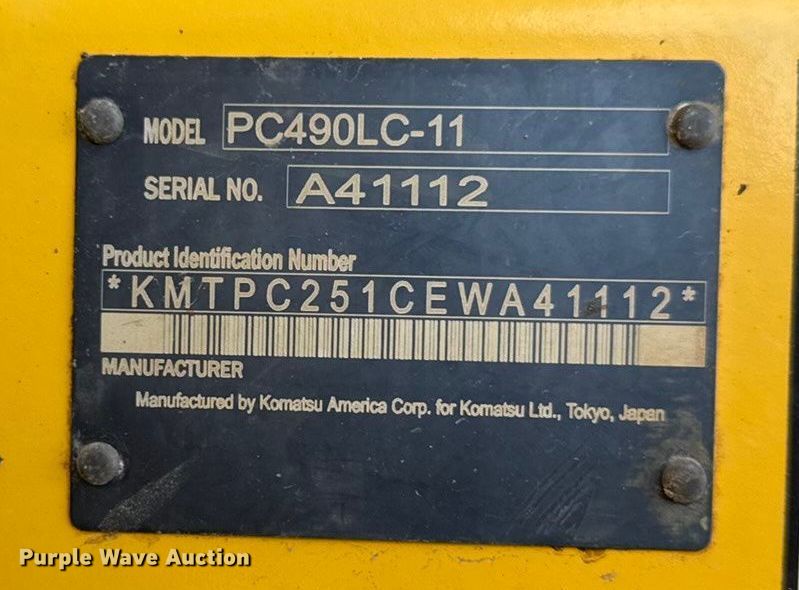 MODEL PC490LC-11
SERIAL NO. A41112
Product Identification Number
*KMTPC251CEWA41112*
MANUFACTURER
Manufactured by Komatsu America Corp. for Komatsu Ltd., Tokyo, Japan
Purple Wave Auction